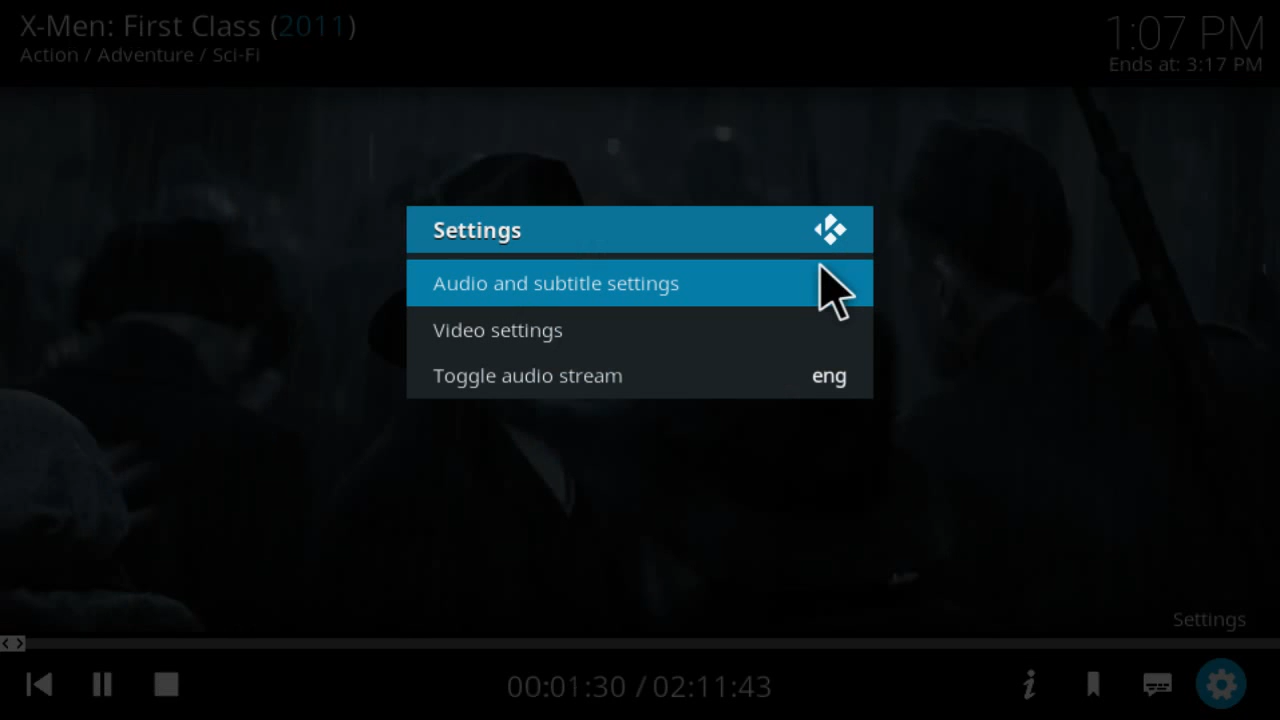 X-Men: First Class (2011)
Action / Adventure / Sci-Fi
1:07 PM
Ends at: 3:17 PM
Settings
Audio and subtitle settings
Video settings
Toggle audio stream eng
Settings
00:01:30 / 02:11:43